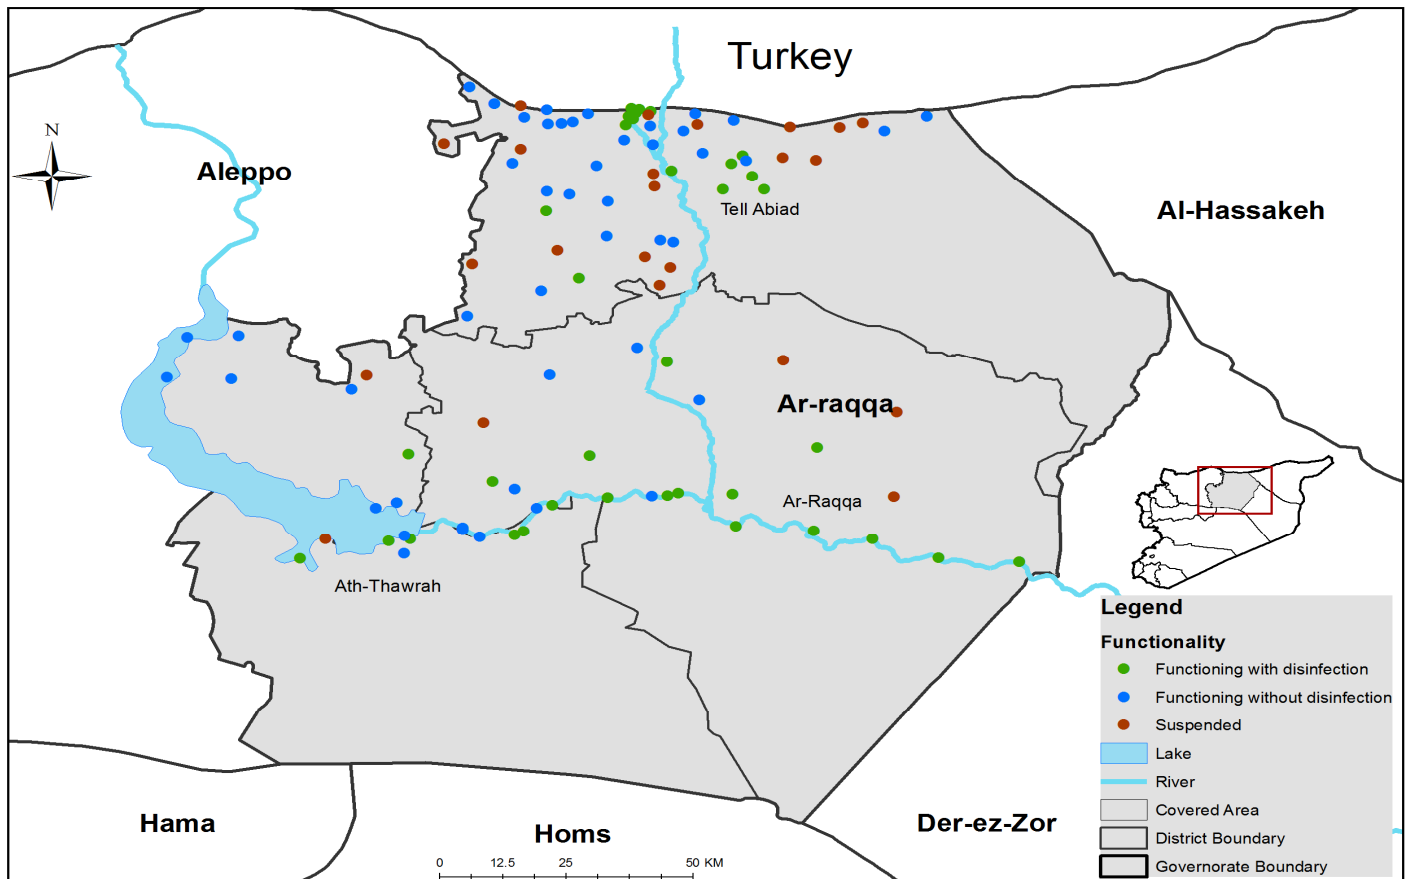 Turkey
N
Aleppo
Al-Hassakeh
Tell Abiad
Ar-raqqa
Ar-Raqqa
Ath-Thawrah
Legend
Functionality
Functioning with disinfection
Functioning without disinfection
Suspended
Lake
River
Covered Area
District Boundary
Governorate Boundary
Hama
Homs
Der-ez-Zor
0 12.5 25 50 KM